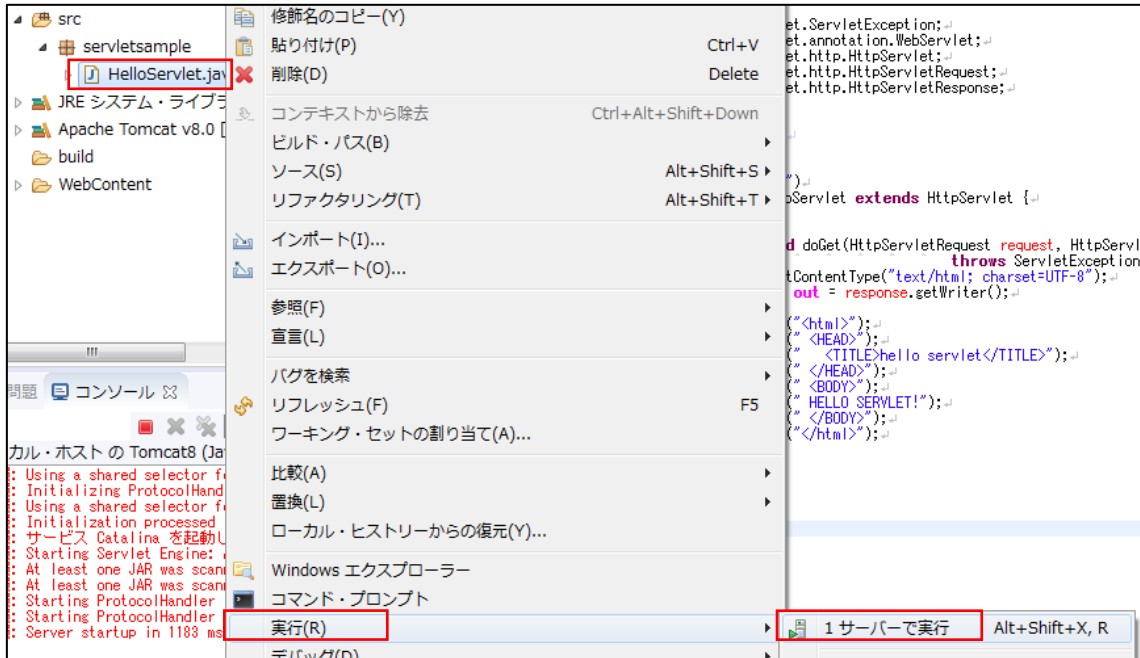 src
servletsample
HelloServlet.jav
JRE システム・ライブラ
Apache Tomcat v8.0 [
build
WebContent
問題 コンソール
カル・ホスト の Tomcat8 (Ja
: Using a shared selector f
: Initializing ProtocolHand
: Using a shared selector f
: Initialization processed
: サービス Catalina を起動し
: Starting Servlet Engine:
: At least one JAR was scan
: At least one JAR was scan
: Starting ProtocolHandler
: Starting ProtocolHandler
: Server startup in 1183 ms
修飾名のコピー(Y)
貼り付け(P) Ctrl+V
削除(D) Delete
コンテキストから除去 Ctrl+Alt+Shift+Down
ビルド・パス(B)
ソース(S) Alt+Shift+S
リファクタリング(T) Alt+Shift+T
インポート(I)...
エクスポート(O)...
参照(F)
宣言(L)
バグを検索
リフレッシュ(F) F5
ワーキング・セットの割り当て(A)...
比較(A)
置換(L)
ローカル・ヒストリーからの復元(Y)...
Windows エクスプローラー
コマンド・プロンプト
実行(R)
デバッグ(D)
1 サーバーで実行 Alt+Shift+X, R
et.ServletException;
et.annotation.WebServlet;
et.http.HttpServlet;
et.http.HttpServletRequest;
et.http.HttpServletResponse;
")
oServlet extends HttpServlet {
d doGet(HttpServletRequest request, HttpServl
throws ServletException
tContentType("text/html; charset=UTF-8");
out = response.getWriter();
("<html>");
(" <HEAD>");
("   <TITLE>hello servlet</TITLE>");
(" </HEAD>");
(" <BODY>");
(" HELLO SERVLET!");
(" </BODY>");
("</html>");